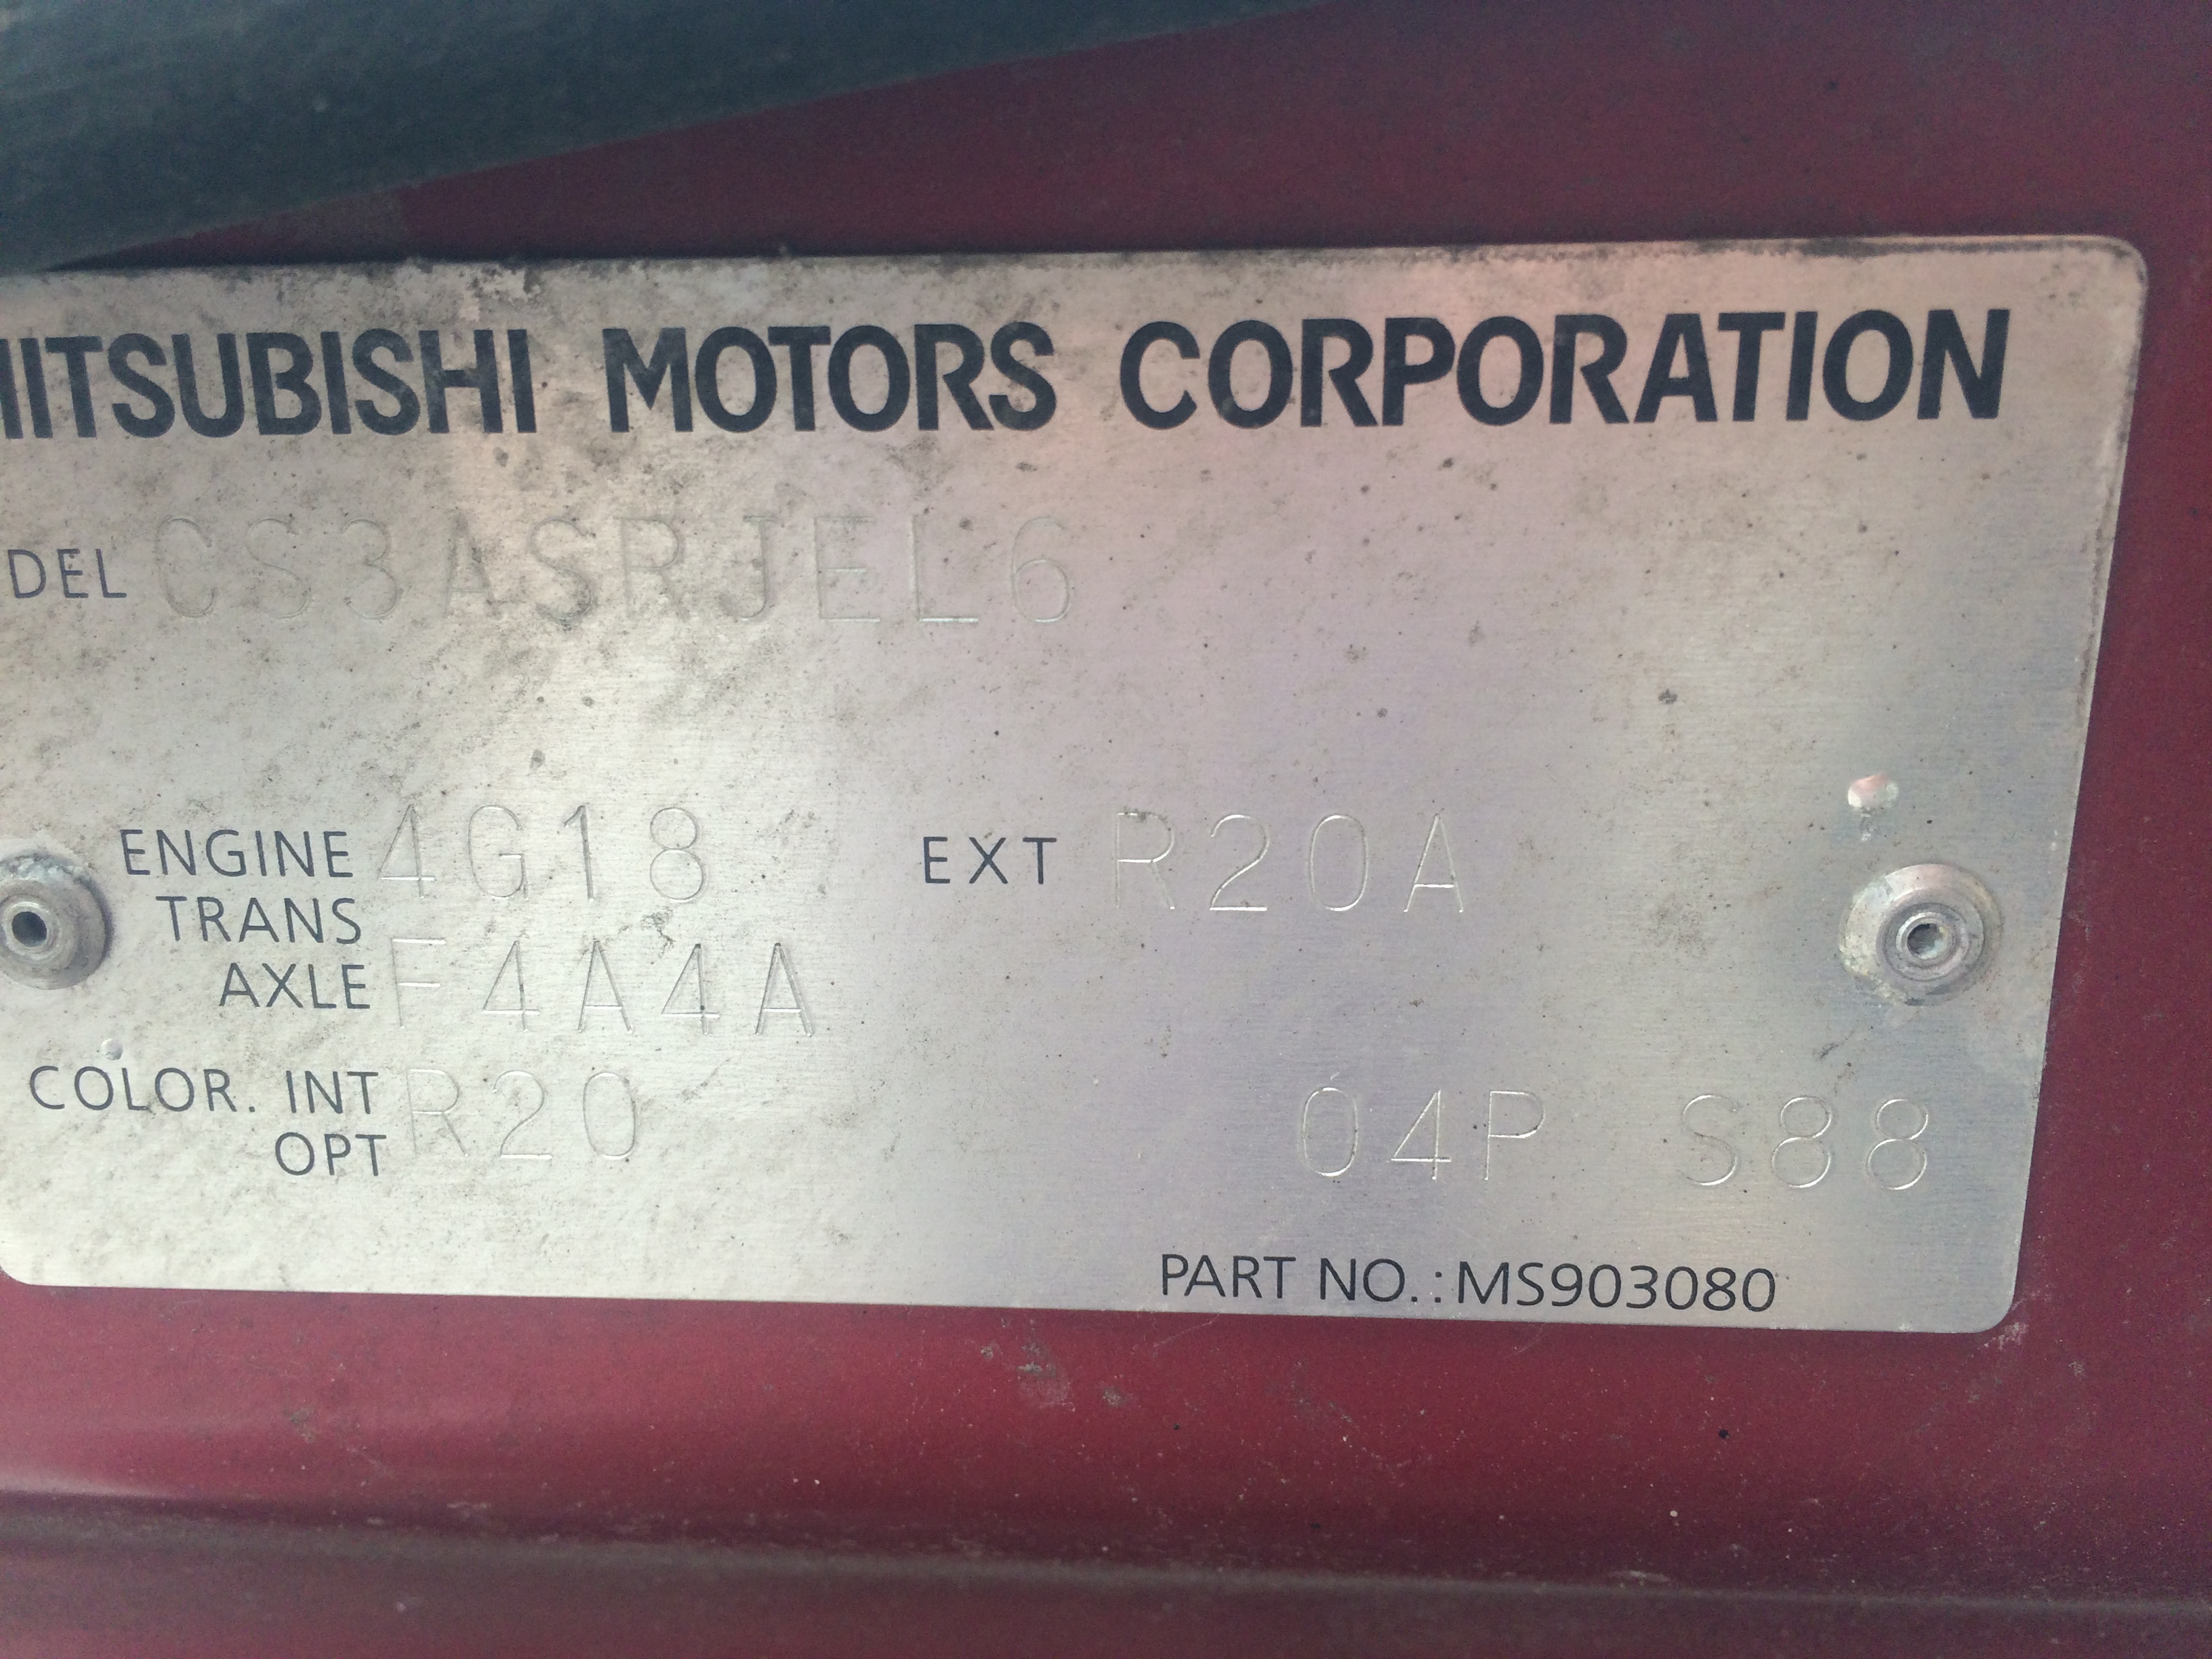 MITSUBISHI MOTORS CORPORATION
DEL CS3ASRJEL6
ENGINE 4G18 EXT R20A
TRANS
AXLE F4A4A
COLOR. INT R20 04P S88
OPT
PART NO.:MS903080